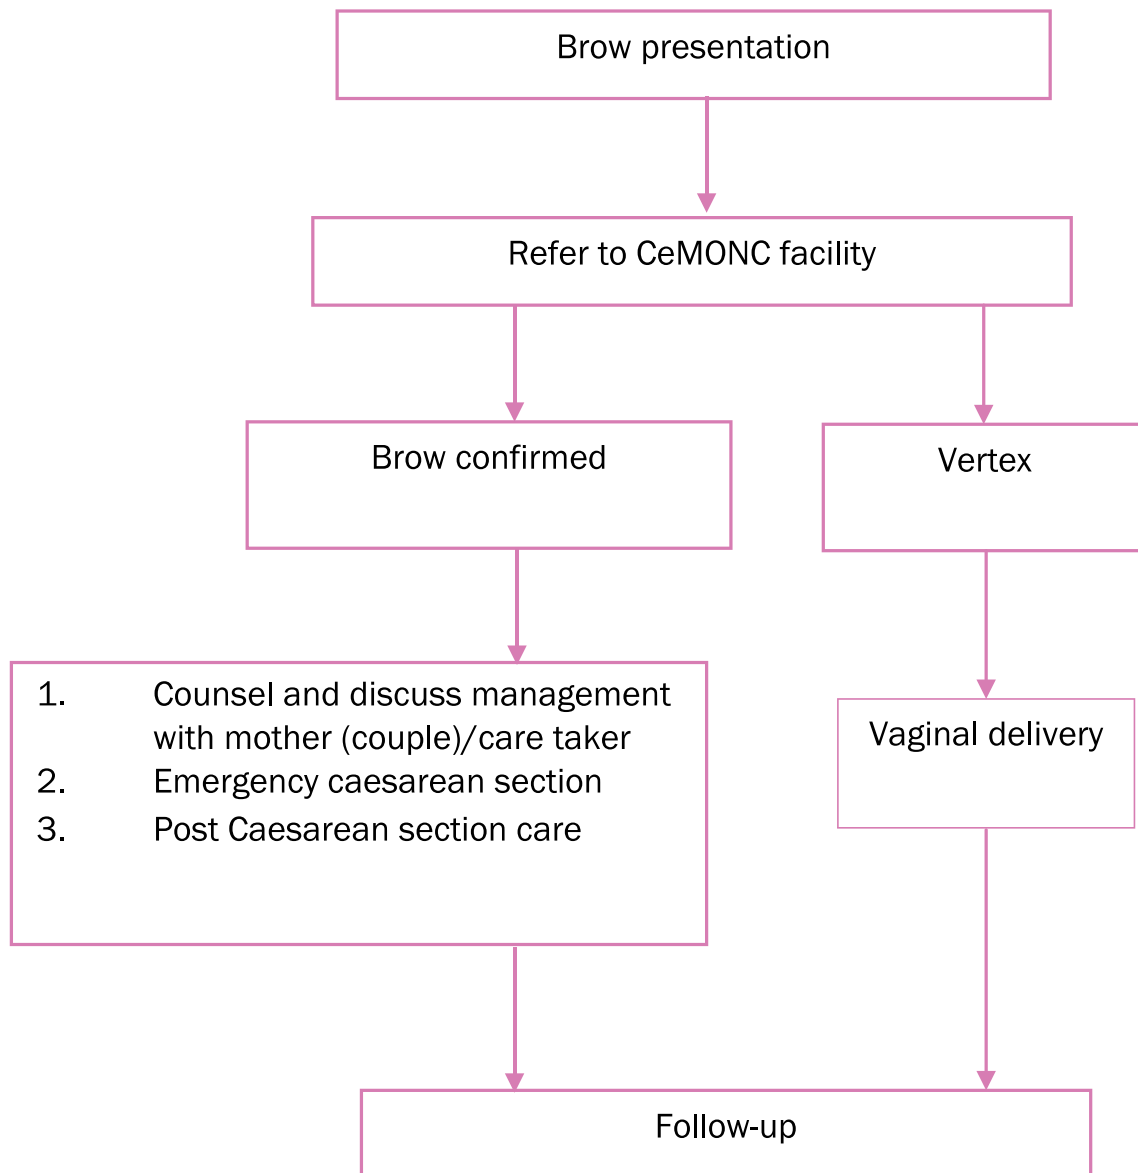 Brow presentation
Refer to CeMONC facility
Brow confirmed
Vertex
1. Counsel and discuss management
with mother (couple)/care taker
2. Emergency caesarean section
3. Post Caesarean section care
Vaginal delivery
Follow-up